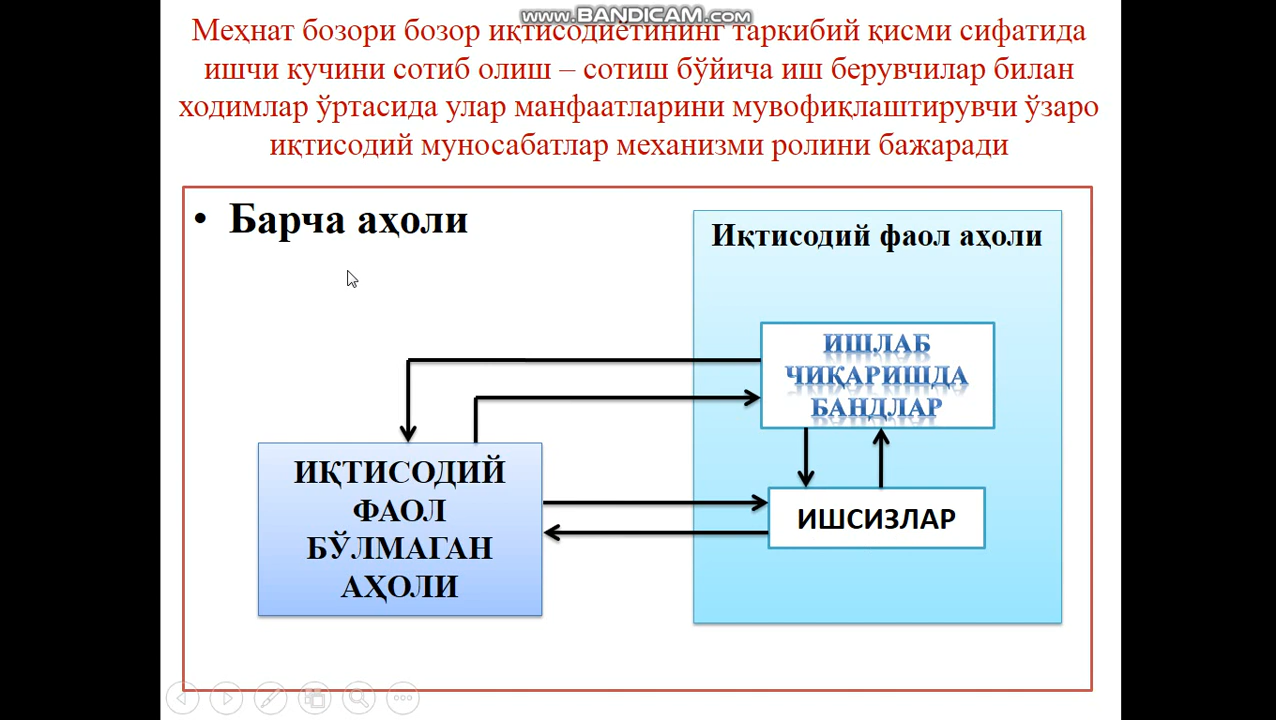 www.BANDICAM.com
Меҳнат бозори бозор иқтисодиётининг таркибий қисми сифатида
ишчи кучини сотиб олиш – сотиш бўйича иш берувчилар билан
ходимлар ўртасида улар манфаатларини мувофиқлаштирувчи ўзаро
иқтисодий муносабатлар механизми ролини бажаради
• Барча аҳоли
Иқтисодий фаол аҳоли
ИШЛАБ
ЧИҚАРИШДА
БАНДЛАР
ИҚТИСОДИЙ
ФАОЛ
БЎЛМАГАН
АҲОЛИ
ИШСИЗЛАР